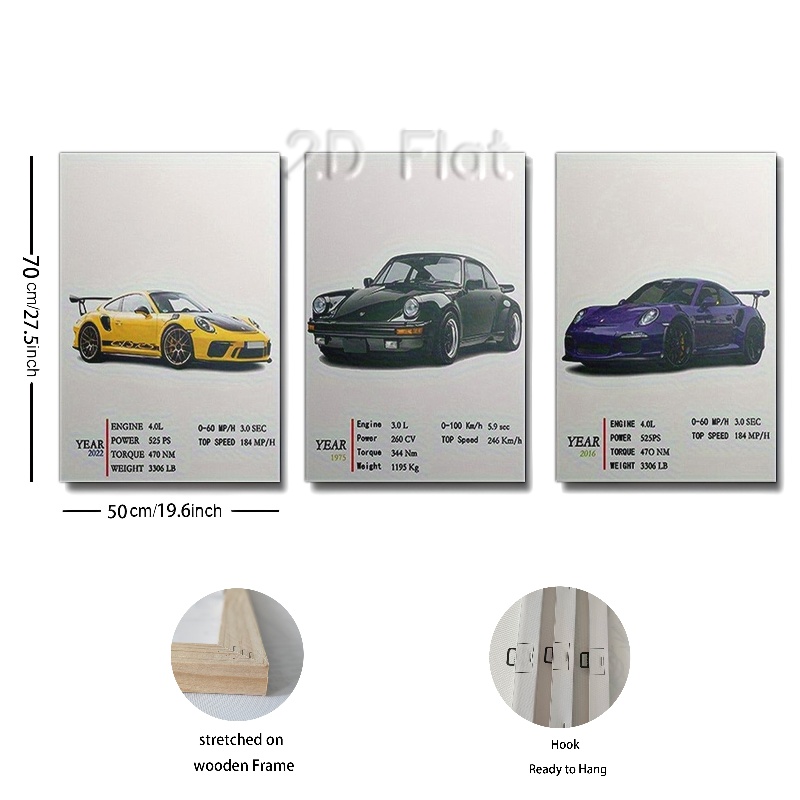 2D Flat
70 cm/27.5inch
50 cm/19.6inch
YEAR
2022
ENGINE 4.0L
POWER 525 PS
TORQUE 470 NM
WEIGHT 3306 LB
0-60 MP/H 3.0 SEC
TOP SPEED 184 MP/H
YEAR
1975
Engine 3.0 L
Power 260 CV
Torque 344 Nm
Weight 1195 Kg
0-100 Km/h 5.9 sec
TOP Speed 246 Km/h
YEAR
2016
ENGINE 4.0L
POWER 525PS
TORQUE 470 NM
WEIGHT 3306 LB
0-60 MP/H 3.0 SEC
TOP SPEED 184 MP/H
stretched on
wooden Frame
Hook
Ready to Hang